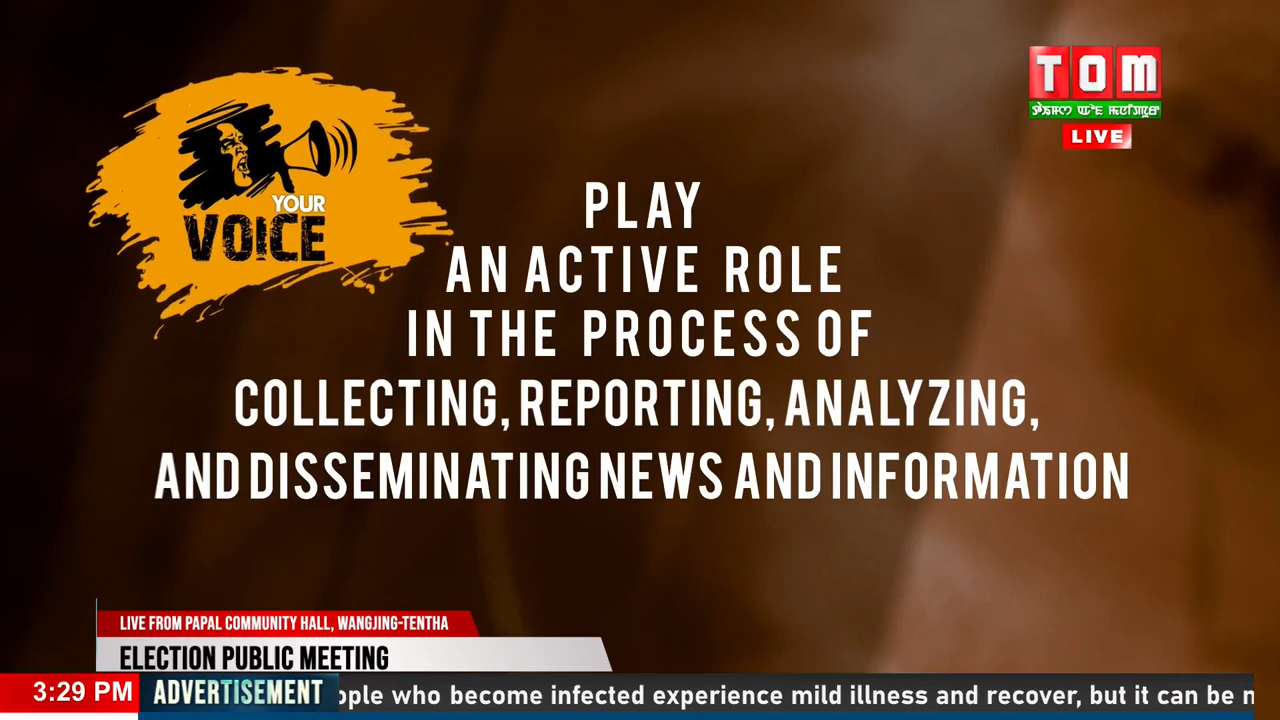 TOM
LIVE
YOUR
VOICE
PLAY
AN ACTIVE ROLE
IN THE PROCESS OF
COLLECTING, REPORTING, ANALYZING,
AND DISSEMINATING NEWS AND INFORMATION
LIVE FROM PAPAL COMMUNITY HALL, WANGJING-TENTHA
ELECTION PUBLIC MEETING
3:29 PM
ADVERTISEMENT
who become infected experience mild illness and recover, but it can be